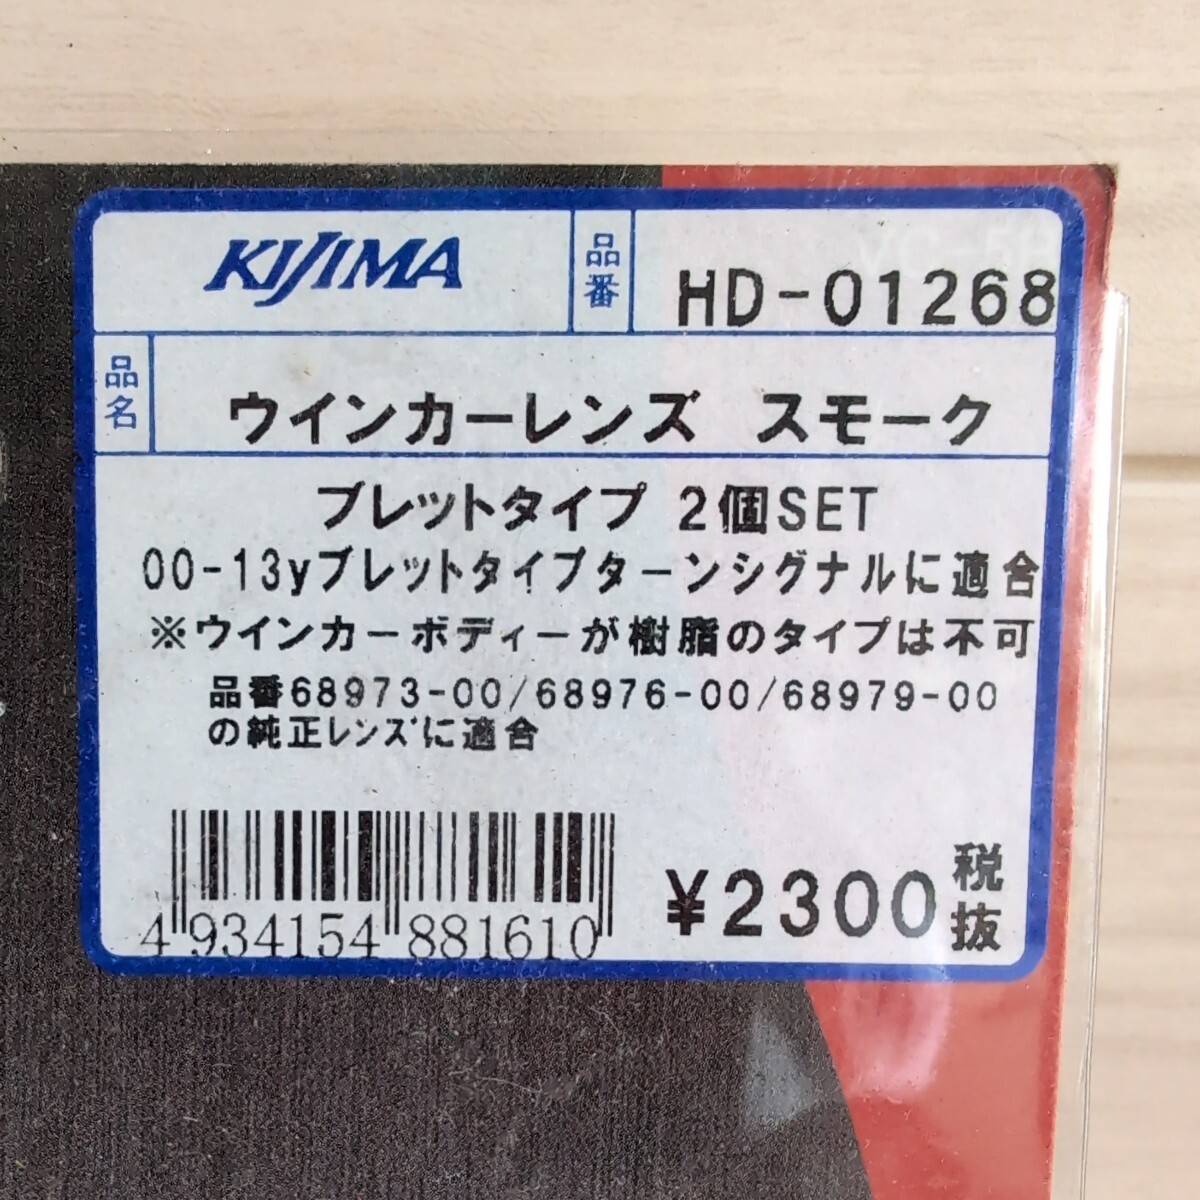 KIJIMA
品番
HD-01268
品名
ウインカーレンズ スモーク
ブレットタイプ 2個SET
00-13yブレットタイプターンシグナルに適合
※ウインカーボディーが樹脂のタイプは不可
品番68973-00/68976-00/68979-00
の純正レンズに適合
4 934154 881610
¥2300 税抜